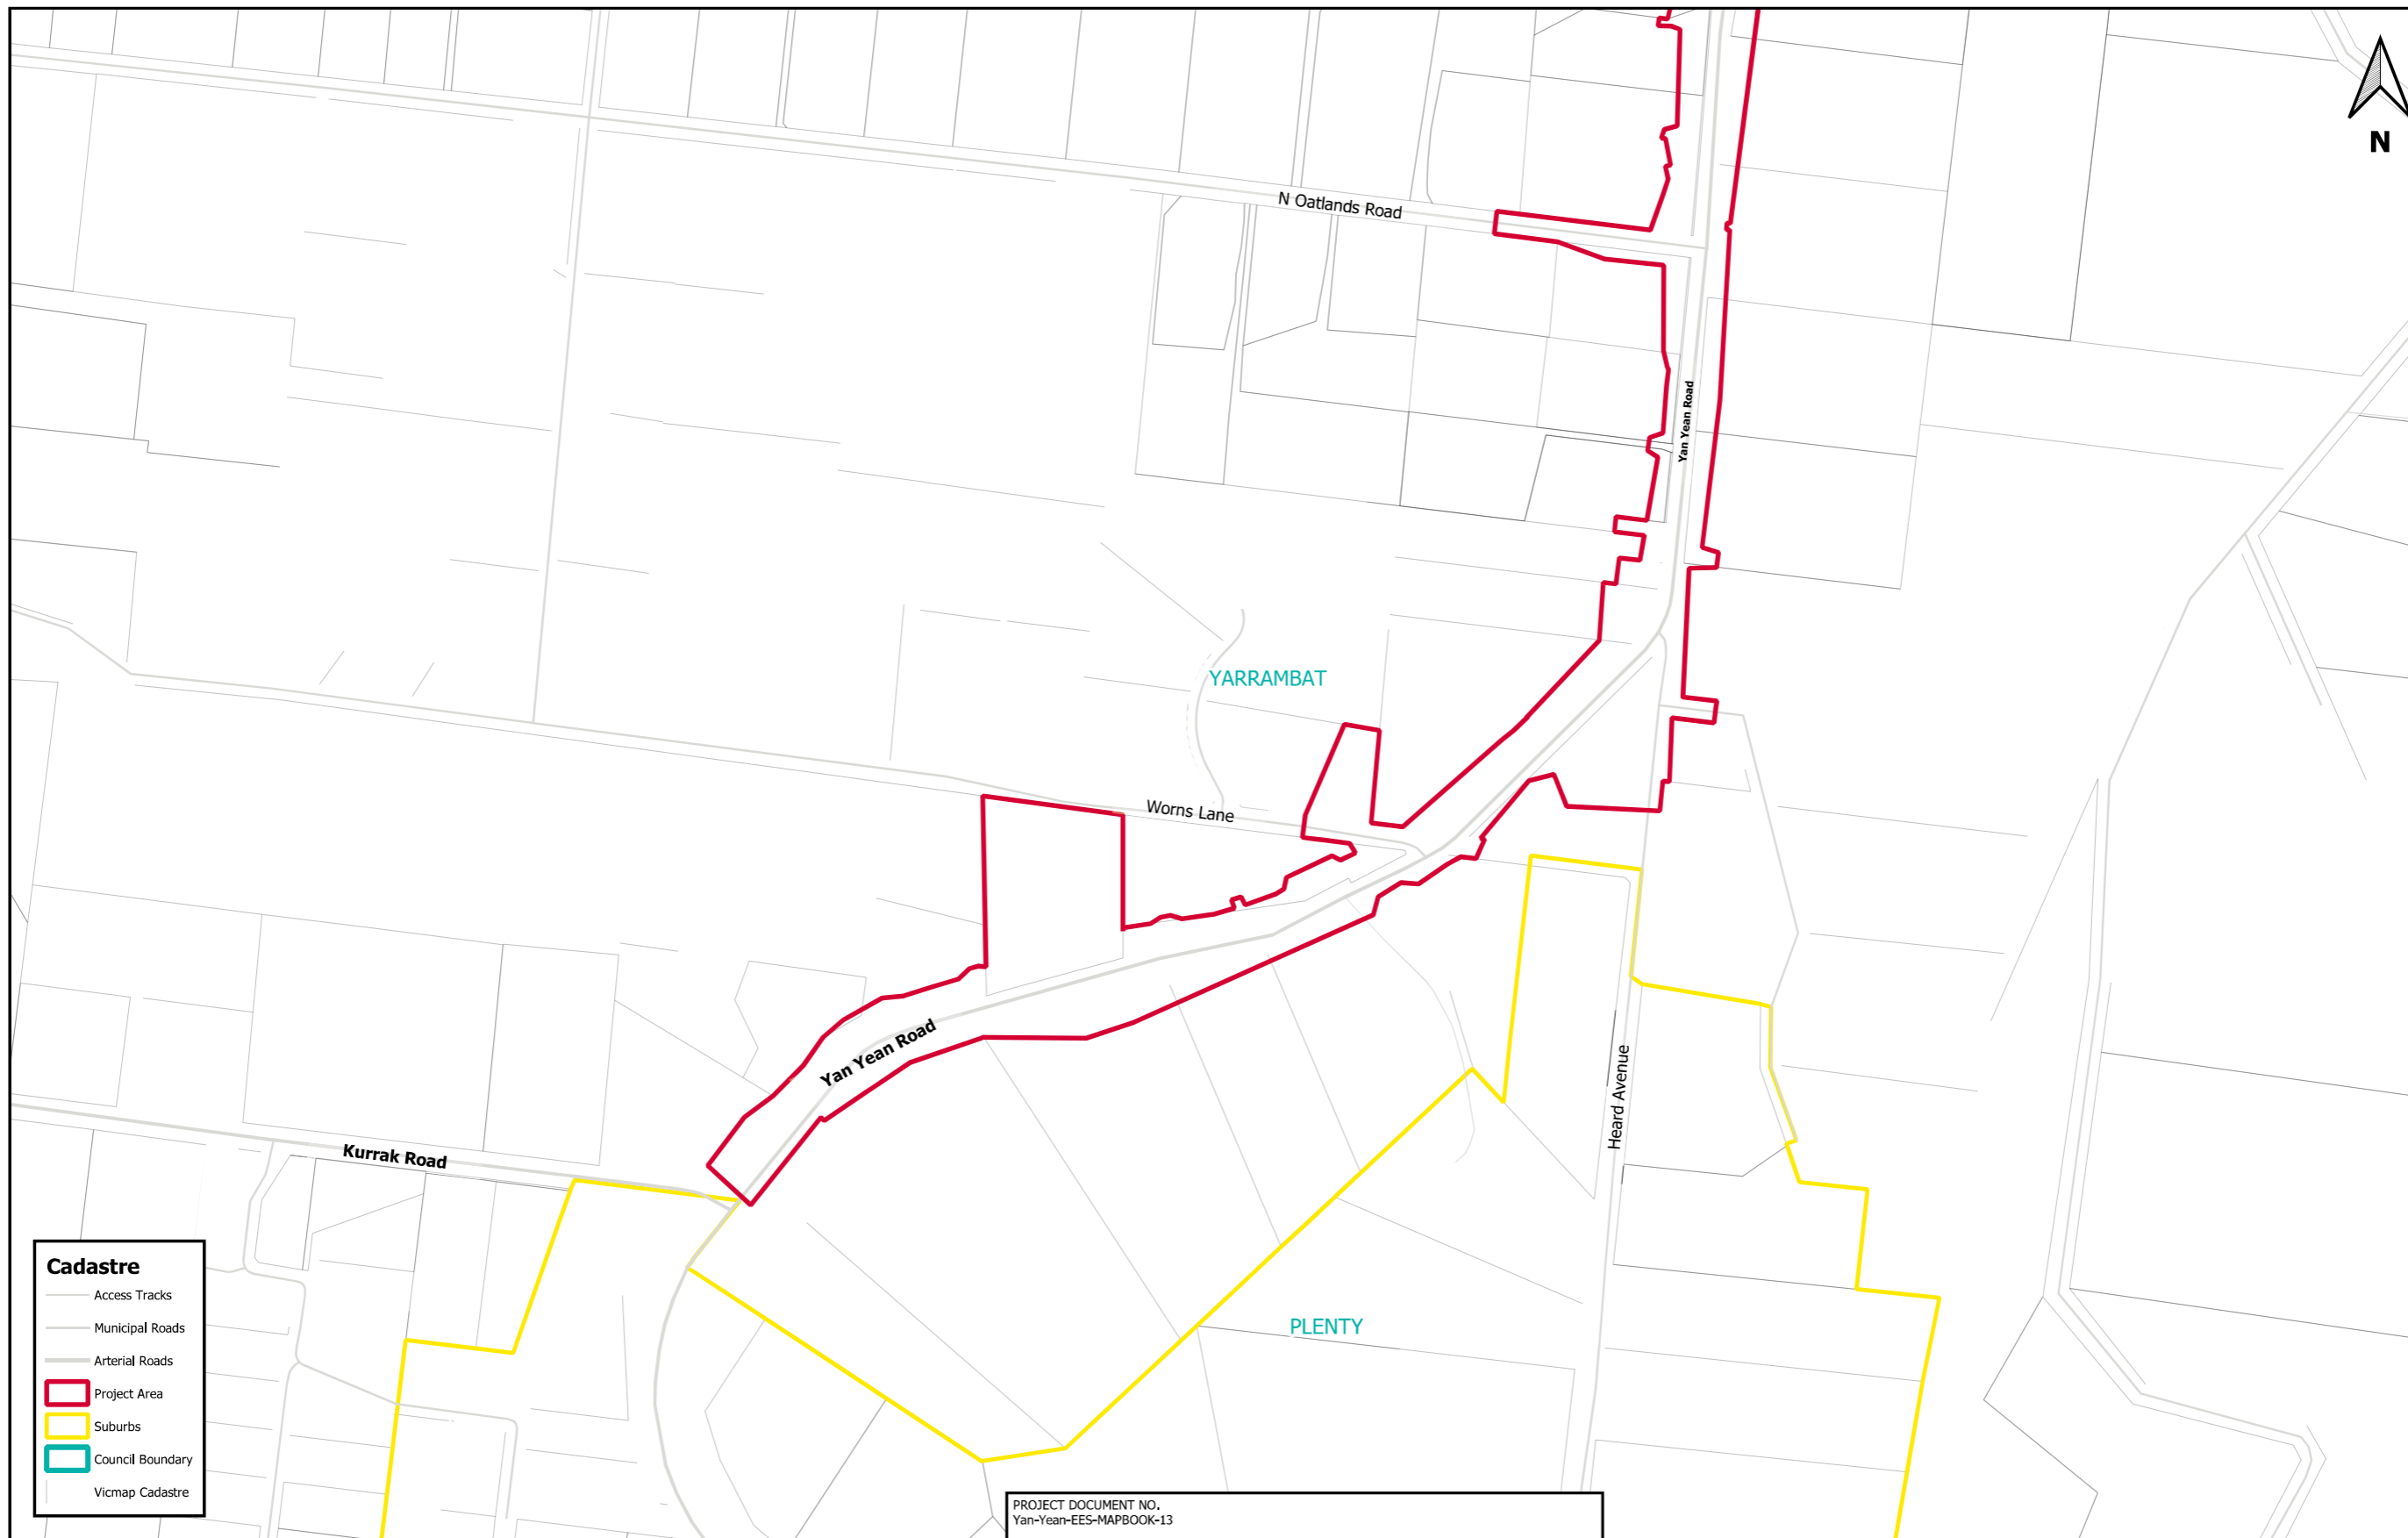 N
N Oatlands Road
Yan Yean Road
YARRAMBAT
Worns Lane
Yan Yean Road
Heard Avenue
Kurrak Road
PLENTY
Cadastre
Access Tracks
Municipal Roads
Arterial Roads
Project Area
Suburbs
Council Boundary
Vicmap Cadastre
PROJECT DOCUMENT NO.
Yan-Yean-EES-MAPBOOK-13